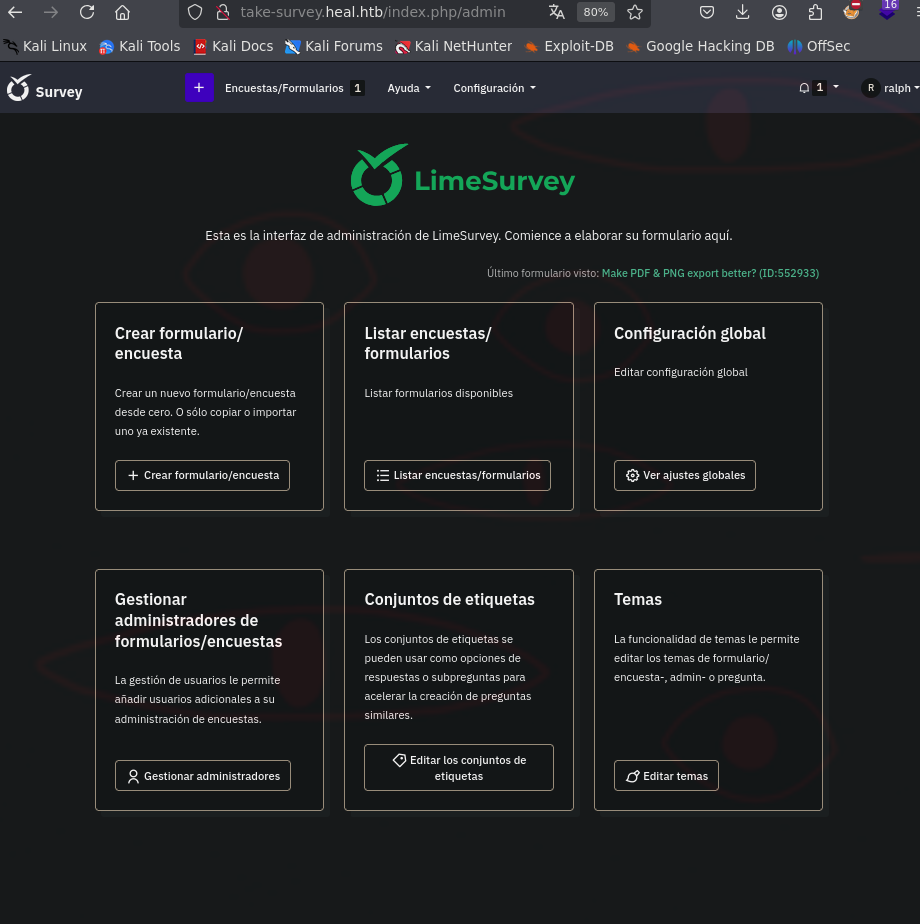 take-survey.heal.htb/index.php/admin 80% 16
Kali Linux Kali Tools Kali Docs Kali Forums Kali NetHunter Exploit-DB Google Hacking DB OffSec
Survey + Encuestas/Formularios 1 Ayuda Configuración 1 R ralph
LimeSurvey
Esta es la interfaz de administración de LimeSurvey. Comience a elaborar su formulario aquí.
Último formulario visto: Make PDF & PNG export better? (ID:552933)
Crear formulario/
encuesta
Crear un nuevo formulario/encuesta
desde cero. O sólo copiar o importar
uno ya existente.
+ Crear formulario/encuesta
Listar encuestas/
formularios
Listar formularios disponibles
Listar encuestas/formularios
Configuración global
Editar configuración global
Ver ajustes globales
Gestionar
administradores de
formularios/encuestas
La gestión de usuarios le permite
añadir usuarios adicionales a su
administración de encuestas.
Gestionar administradores
Conjuntos de etiquetas
Los conjuntos de etiquetas se
pueden usar como opciones de
respuestas o subpreguntas para
acelerar la creación de preguntas
similares.
Editar los conjuntos de
etiquetas
Temas
La funcionalidad de temas le permite
editar los temas de formulario/
encuesta-, admin- o pregunta.
Editar temas